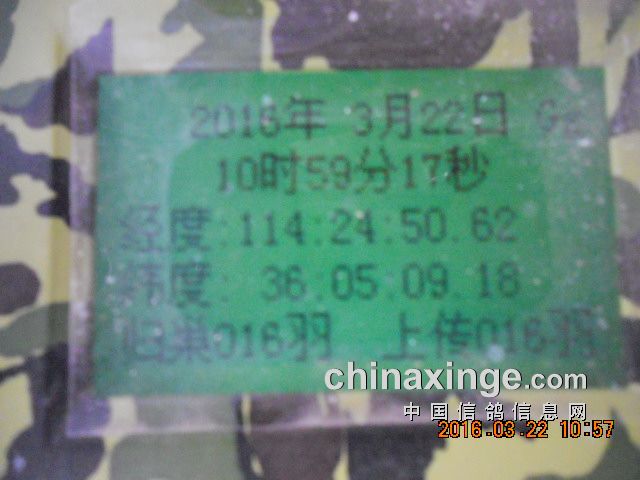 2016年 3月22日 G2
10时59分17秒
经度:114:24:50.62
纬度: 36.05:09.18
归巢016羽 上传016羽
chinaxinge.com
中国信鸽信息网
2016.03.22 10:57